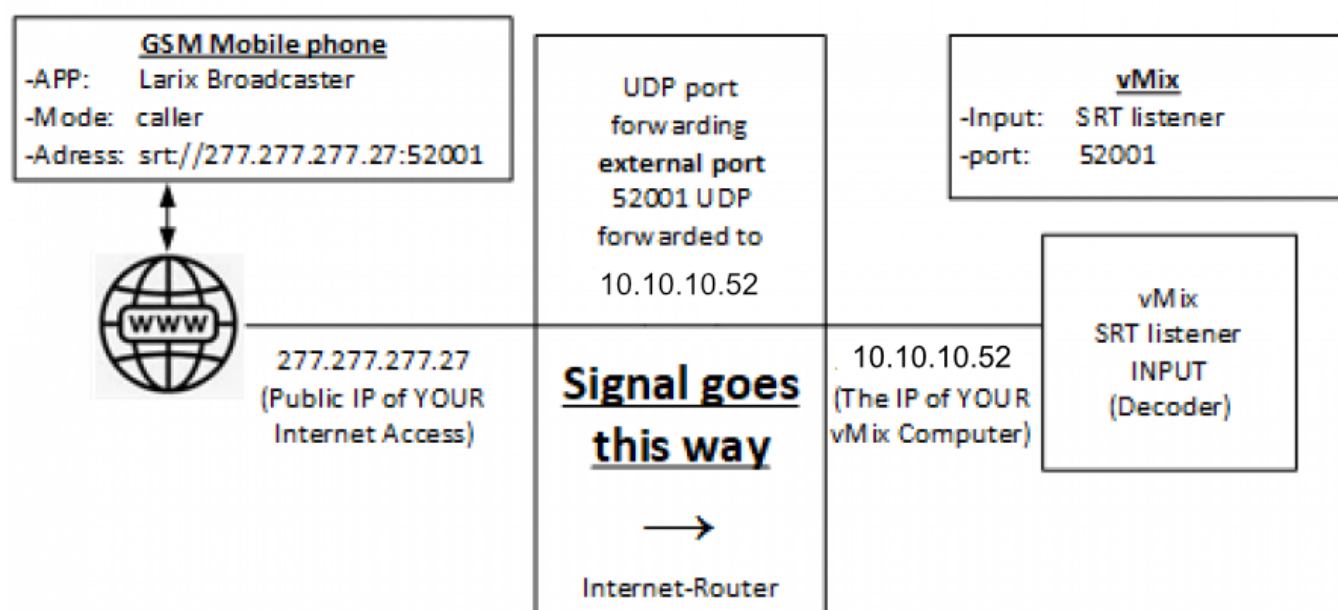 GSM Mobile phone
-APP: Larix Broadcaster
-Mode: caller
-Adress: srt://277.277.277.27:52001
WWW
277.277.277.27
(Public IP of YOUR
Internet Access)
UDP port
forwarding
external port
52001 UDP
forwarded to
10.10.10.52
Signal goes
this way
→
Internet-Router
vMix
-Input: SRT listener
-port: 52001
10.10.10.52
(The IP of YOUR
vMix Computer)
vMix
SRT listener
INPUT
(Decoder)